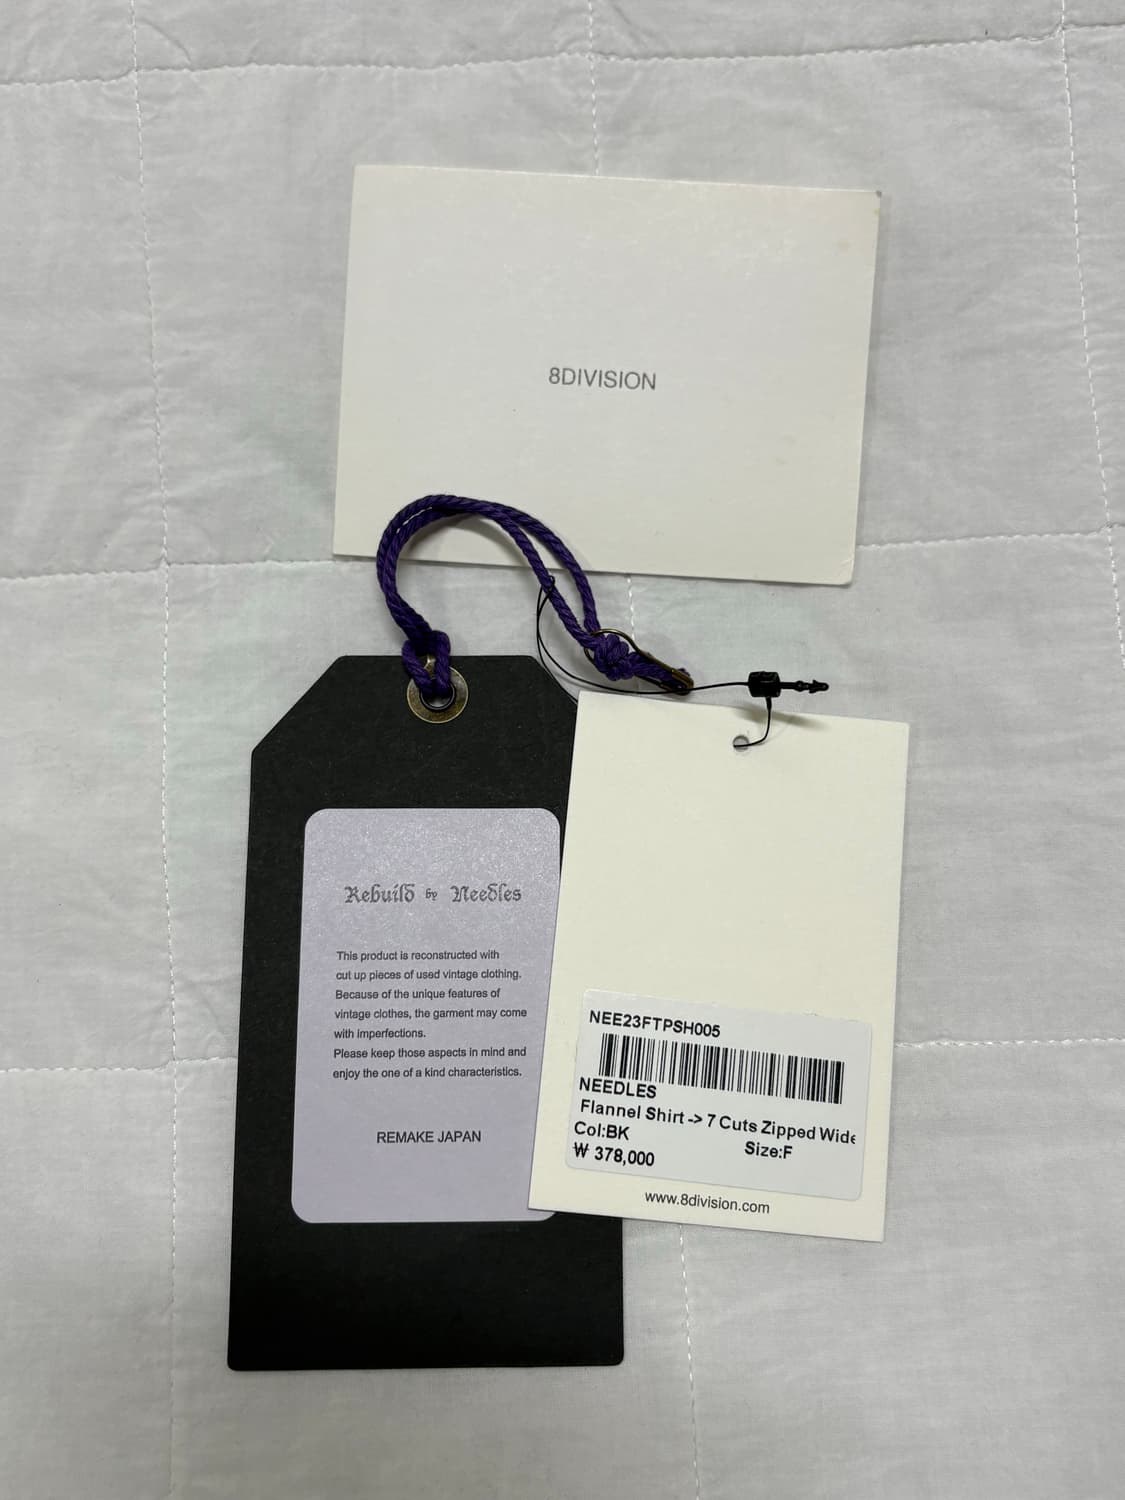 8DIVISION
Rebuild by Needles
This product is reconstructed with
cut up pieces of used vintage clothing.
Because of the unique features of
vintage clothes, the garment may come
with imperfections.
Please keep those aspects in mind and
enjoy the one of a kind characteristics.
REMAKE JAPAN
NEE23FTPSH005
NEEDLES
Flannel Shirt -> 7 Cuts Zipped Wide
Col:BK Size:F
₩ 378,000
www.8division.com